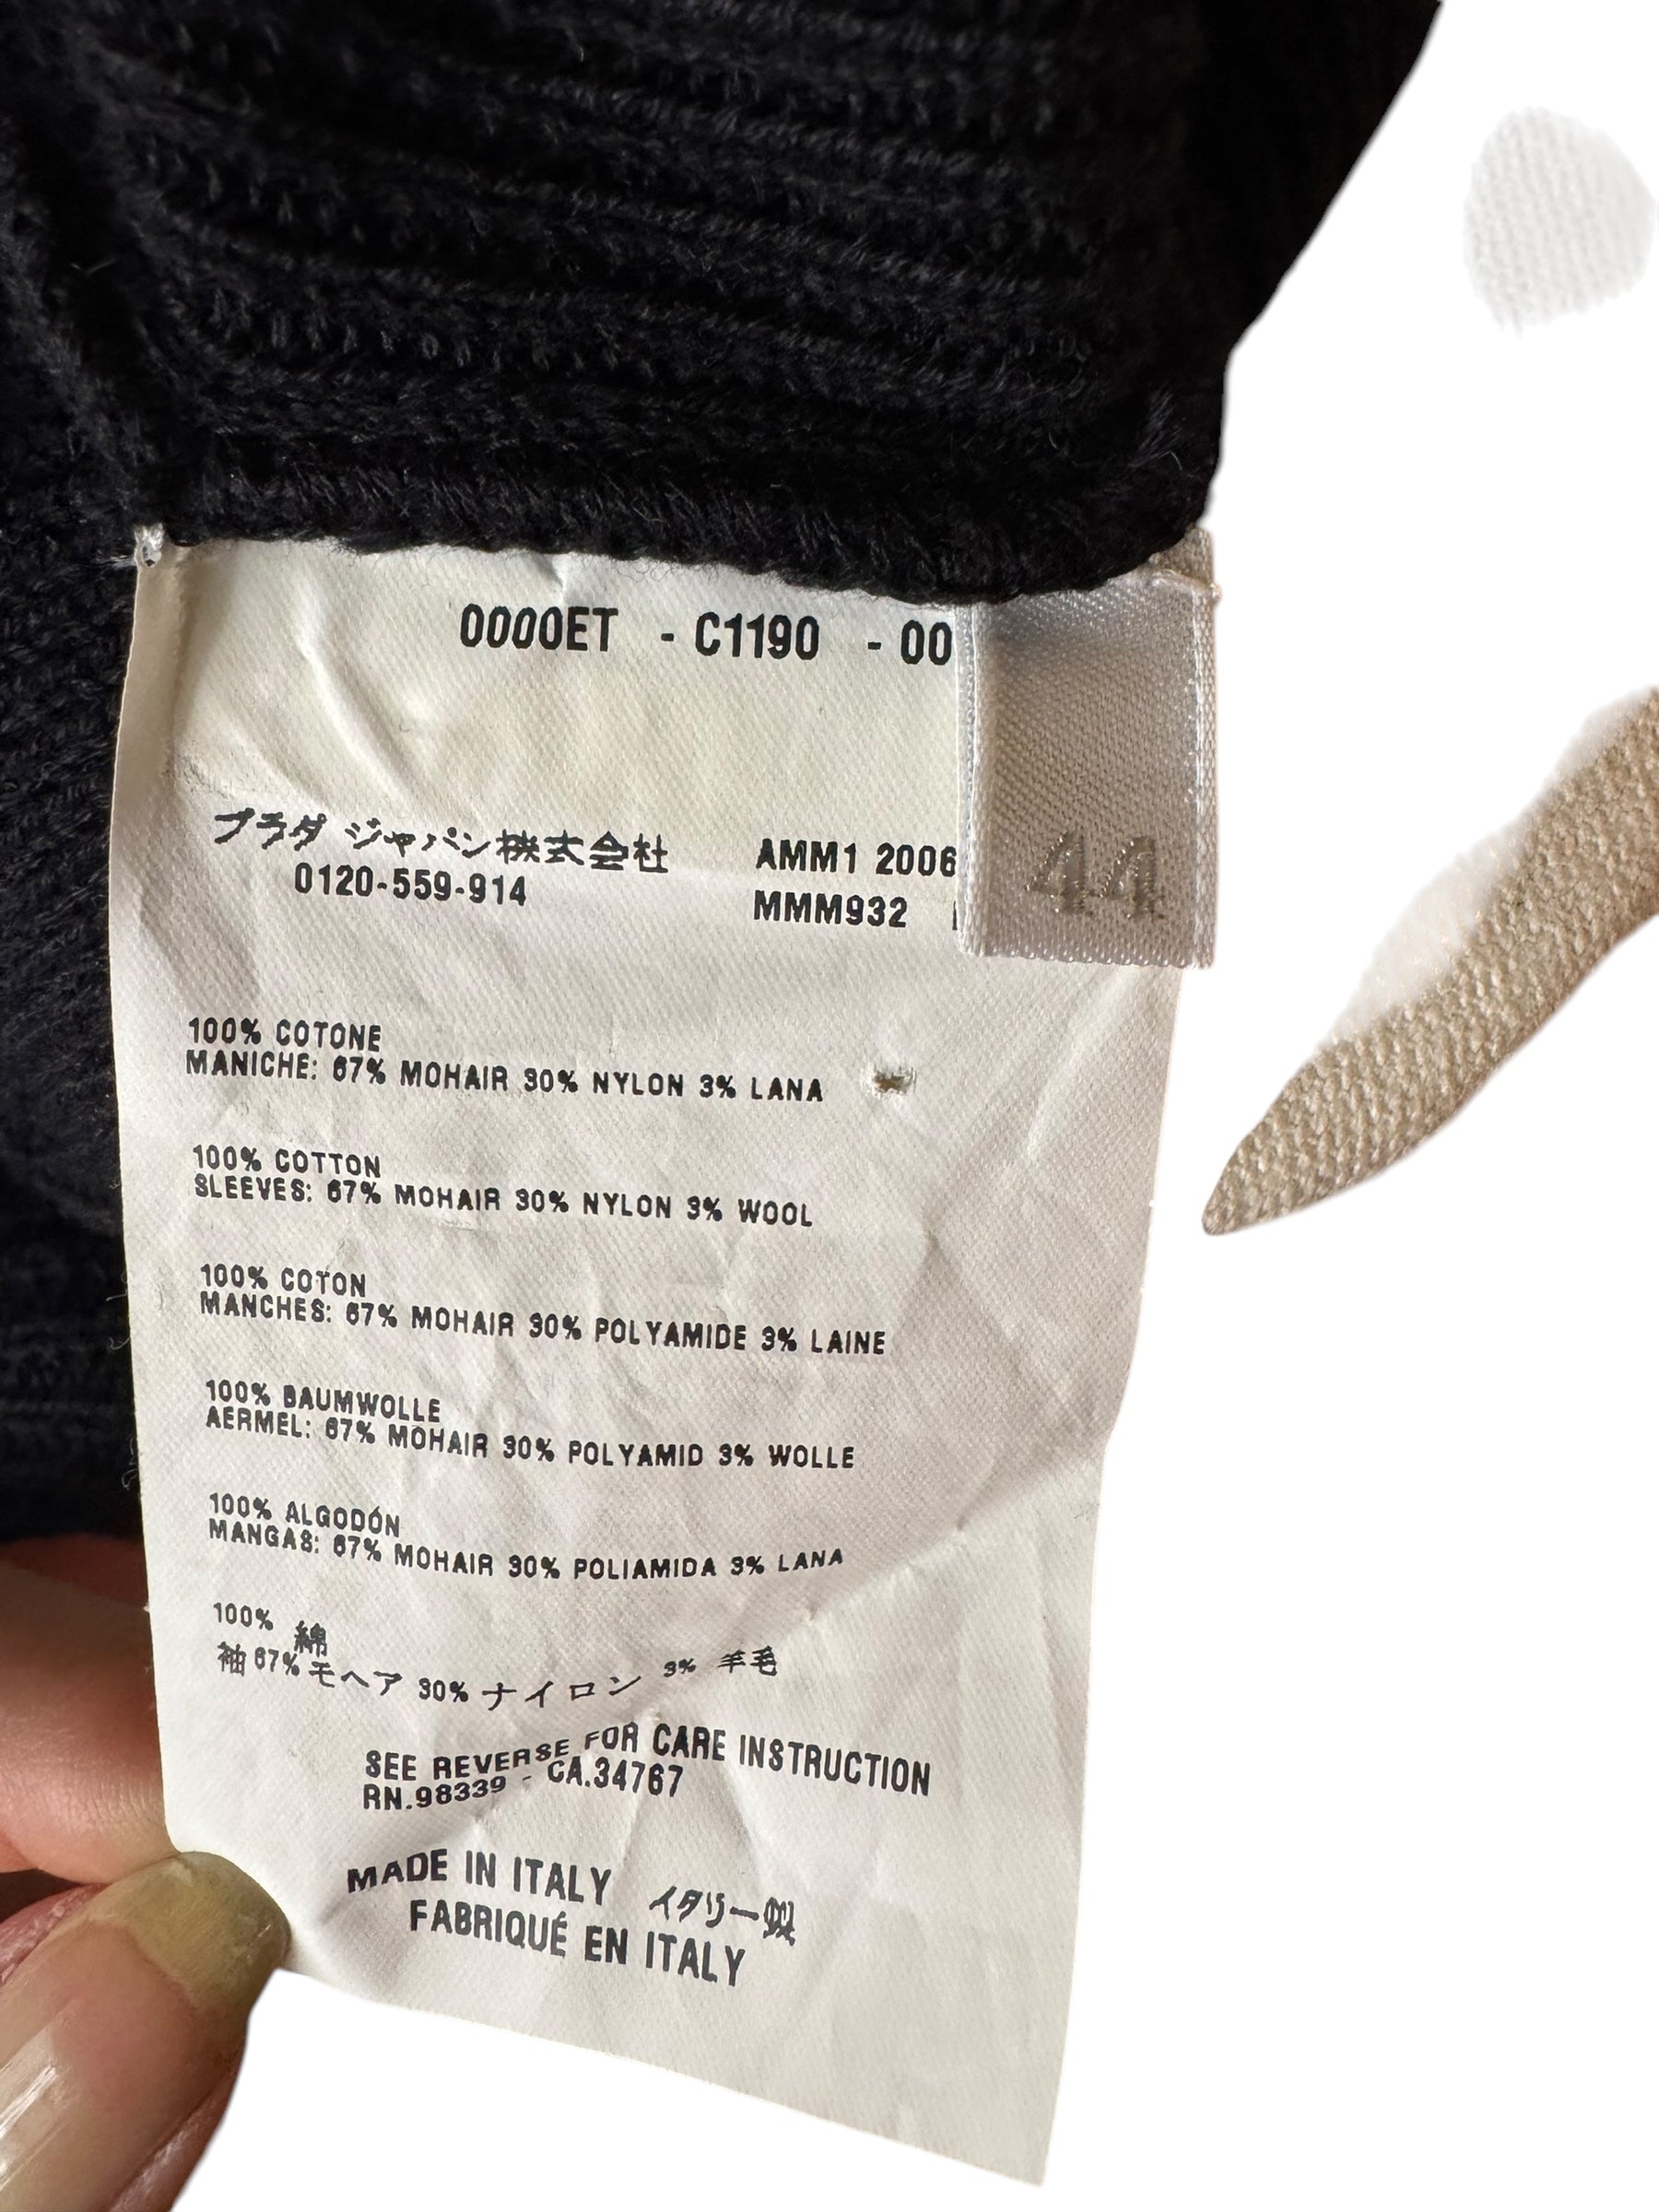 0000ET - C1190 - 00
プラダ ジャパン株式会社
0120-559-914
AMM1 2006
MMM932
44
100% COTONE
MANICHE: 67% MOHAIR 30% NYLON 3% LANA
100% COTTON
SLEEVES: 67% MOHAIR 30% NYLON 3% WOOL
100% COTON
MANCHES: 67% MOHAIR 30% POLYAMIDE 3% LAINE
100% BAUMWOLLE
AERMEL: 67% MOHAIR 30% POLYAMID 3% WOLLE
100% ALGODÓN
MANGAS: 67% MOHAIR 30% POLIAMIDA 3% LANA
100% 綿
袖 67% モヘア 30% ナイロン 3% 羊毛
SEE REVERSE FOR CARE INSTRUCTION
RN.98339 - CA.34767
MADE IN ITALY イタリー製
FABRIQUÉ EN ITALY